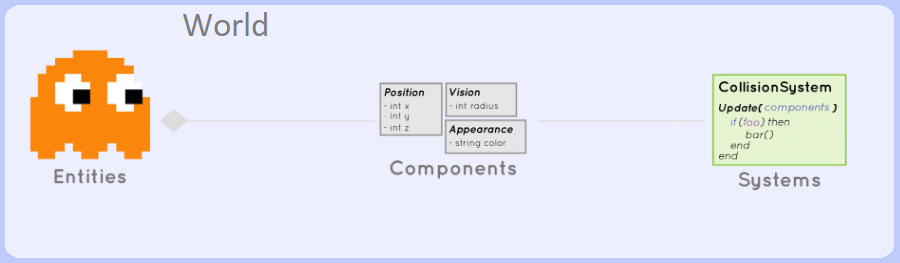 World
Position
- int x
- int y
- int z
Vision
- int radius
Appearance
- string color
CollisionSystem
Update( components )
if (foo) then
bar()
end
end
Entities
Components
Systems